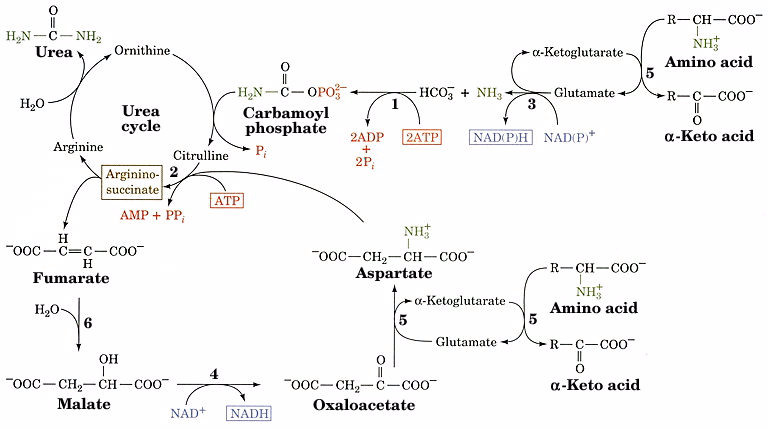 H₂N—C—NH₂
O
Urea
Ornithine
H₂O
Urea
cycle
Arginine
Citrulline
Pᵢ
O
H₂N—C—OPO₃²⁻
Carbamoyl
phosphate
1
2ADP
+
2Pᵢ
2ATP
HCO₃⁻ + NH₃
3
NAD(P)H
NAD(P)⁺
α-Ketoglutarate
Glutamate
5
R—CH—COO⁻
NH₃⁺
Amino acid
R—C—COO⁻
O
α-Keto acid
2
Arginino-
succinate
ATP
AMP + PPᵢ
H
⁻OOC—C=C—COO⁻
H
Fumarate
H₂O
6
NH₃⁺
⁻OOC—CH₂—CH—COO⁻
Aspartate
α-Ketoglutarate
5
Glutamate
5
R—CH—COO⁻
NH₃⁺
Amino acid
R—C—COO⁻
O
α-Keto acid
OH
⁻OOC—CH₂—CH—COO⁻
Malate
4
NAD⁺
NADH
O
⁻OOC—CH₂—C—COO⁻
Oxaloacetate